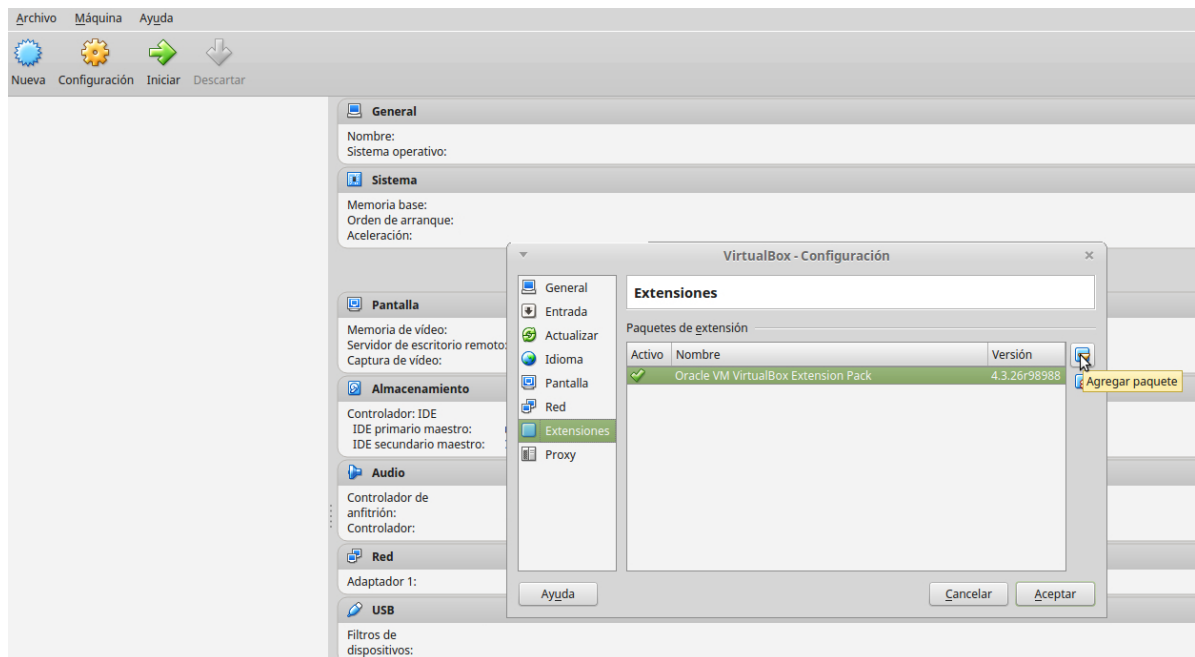 Archivo Máquina Ayuda
Nueva Configuración Iniciar Descartar
General
Nombre:
Sistema operativo:
Sistema
Memoria base:
Orden de arranque:
Aceleración:
Pantalla
Memoria de vídeo:
Servidor de escritorio remoto:
Captura de vídeo:
Almacenamiento
Controlador: IDE
IDE primario maestro:
IDE secundario maestro:
Audio
Controlador de
anfitrión:
Controlador:
Red
Adaptador 1:
USB
Filtros de
dispositivos:
VirtualBox - Configuración
General
Entrada
Actualizar
Idioma
Pantalla
Red
Extensiones
Proxy
Extensiones
Paquetes de extensión
Activo Nombre Versión
Oracle VM VirtualBox Extension Pack 4.3.26r98988
Agregar paquete
Ayuda Cancelar Aceptar